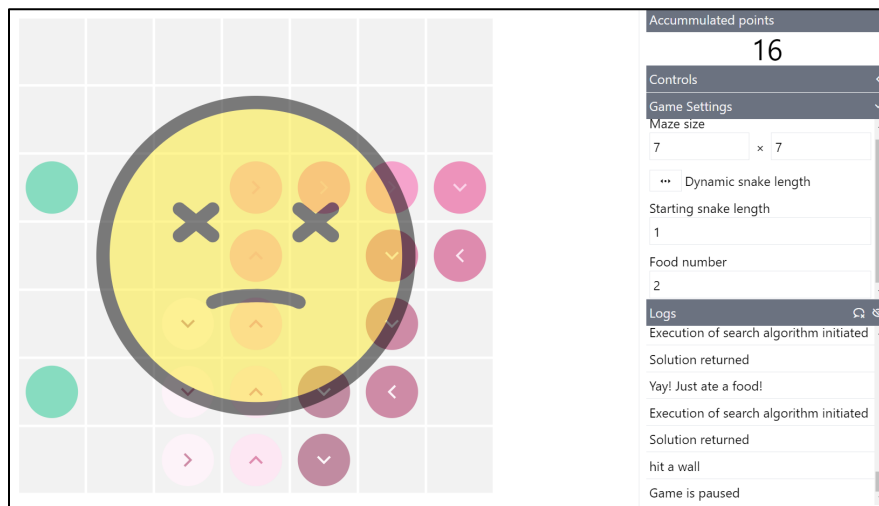 Accummulated points
16
Controls
Game Settings
Maze size
7 × 7
Dynamic snake length
Starting snake length
1
Food number
2
Logs
Execution of search algorithm initiated
Solution returned
Yay! Just ate a food!
Execution of search algorithm initiated
Solution returned
hit a wall
Game is paused